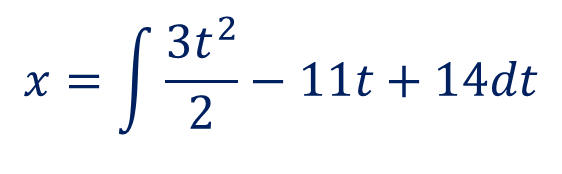 x = ∫ 3t²/2 − 11t + 14dt